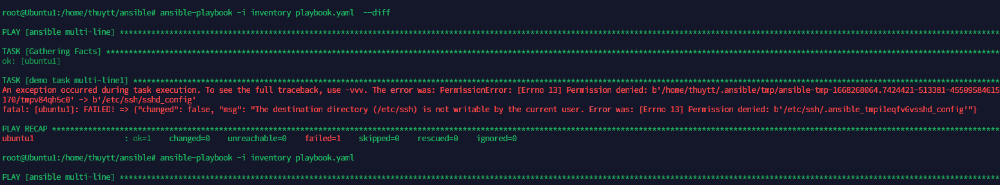 root@Ubuntu1:/home/thuytt/ansible# ansible-playbook -i inventory playbook.yaml  --diff
PLAY [ansible multi-line] ****************************************************************************************************************************************************************************************************
TASK [Gathering Facts] *******************************************************************************************************************************************************************************************************
ok: [ubuntu1]
TASK [demo task multi-line1] *************************************************************************************************************************************************************************************************
An exception occurred during task execution. To see the full traceback, use -vvv. The error was: PermissionError: [Errno 13] Permission denied: b'/home/thuytt/.ansible/tmp/ansible-tmp-1668268064.7424421-513381-45509584615
170/tmpv84qh5c0' -> b'/etc/ssh/sshd_config'
fatal: [ubuntu1]: FAILED! => {"changed": false, "msg": "The destination directory (/etc/ssh) is not writable by the current user. Error was: [Errno 13] Permission denied: b'/etc/ssh/.ansible_tmpi1eqfv6vsshd_config'"}
PLAY RECAP *******************************************************************************************************************************************************************************************************************
ubuntu1                    : ok=1    changed=0    unreachable=0    failed=1    skipped=0    rescued=0    ignored=0
root@Ubuntu1:/home/thuytt/ansible# ansible-playbook -i inventory playbook.yaml
PLAY [ansible multi-line] ****************************************************************************************************************************************************************************************************